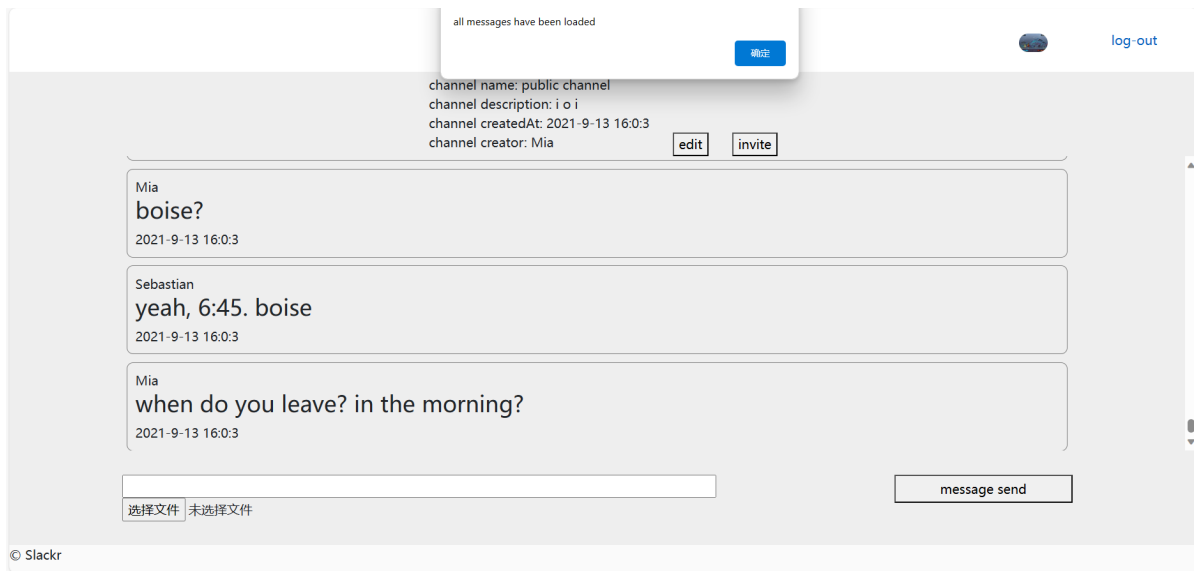 all messages have been loaded
确定
log-out
channel name: public channel
channel description: i o i
channel createdAt: 2021-9-13 16:0:3
channel creator: Mia
edit
invite
Mia
boise?
2021-9-13 16:0:3
Sebastian
yeah, 6:45. boise
2021-9-13 16:0:3
Mia
when do you leave? in the morning?
2021-9-13 16:0:3
message send
选择文件 未选择文件
© Slackr